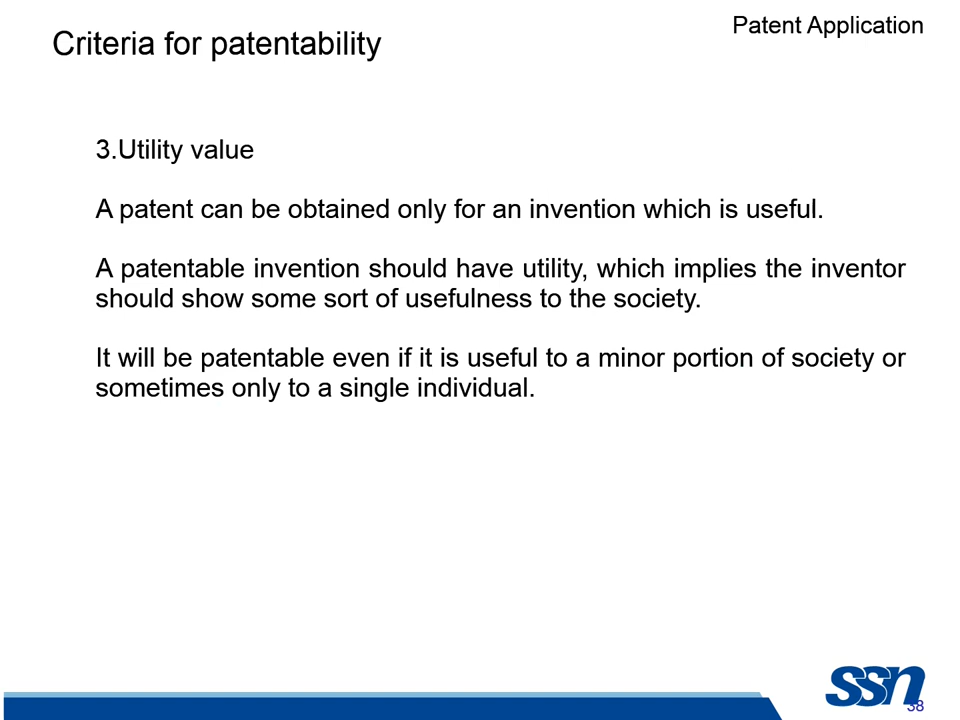 Patent Application
Criteria for patentability
3.Utility value
A patent can be obtained only for an invention which is useful.
A patentable invention should have utility, which implies the inventor
should show some sort of usefulness to the society.
It will be patentable even if it is useful to a minor portion of society or
sometimes only to a single individual.
ssn
38